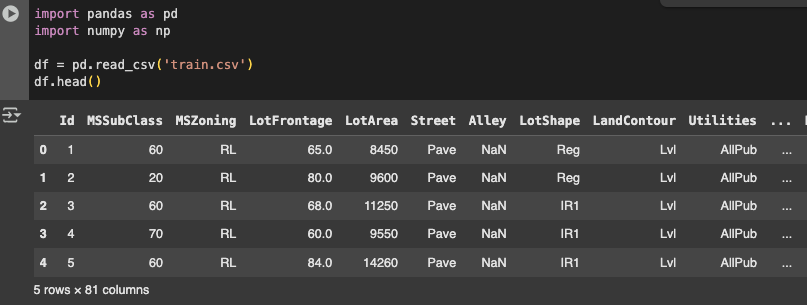 import pandas as pd
import numpy as np
df = pd.read_csv('train.csv')
df.head()
Id MSSubClass MSZoning LotFrontage LotArea Street Alley LotShape LandContour Utilities ...
0 1 60 RL 65.0 8450 Pave NaN Reg Lvl AllPub ...
1 2 20 RL 80.0 9600 Pave NaN Reg Lvl AllPub ...
2 3 60 RL 68.0 11250 Pave NaN IR1 Lvl AllPub ...
3 4 70 RL 60.0 9550 Pave NaN IR1 Lvl AllPub ...
4 5 60 RL 84.0 14260 Pave NaN IR1 Lvl AllPub ...
5 rows × 81 columns